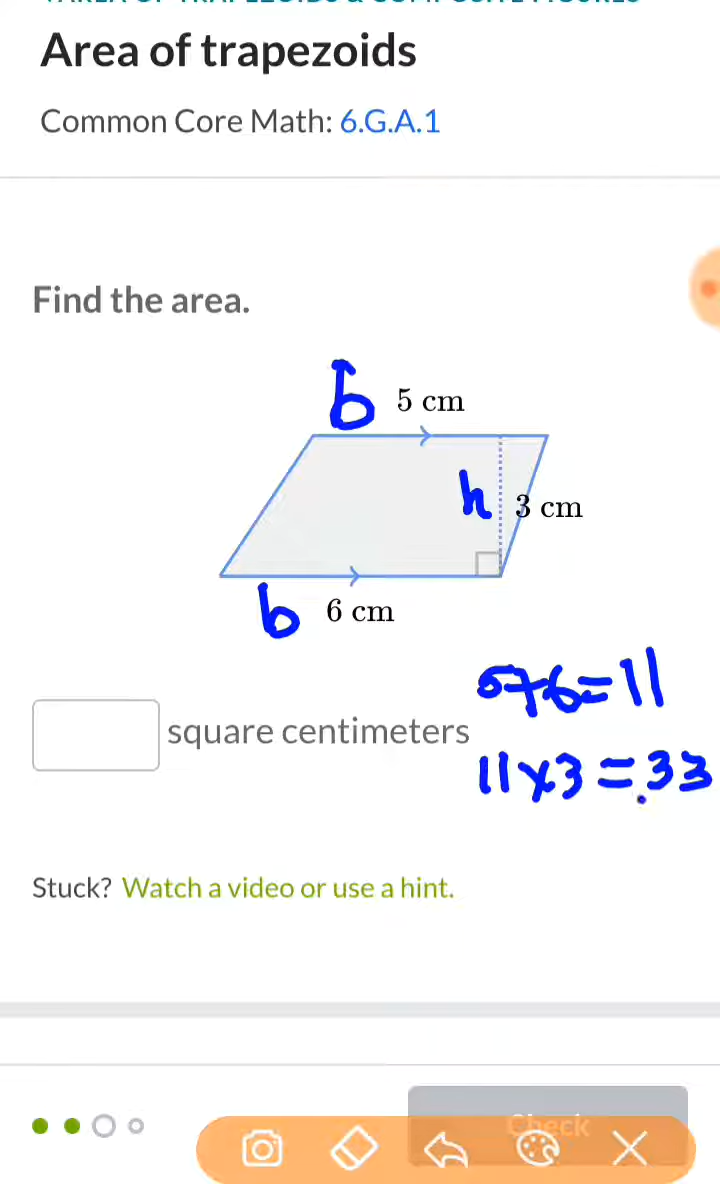 Area of trapezoids
Common Core Math: 6.G.A.1
Find the area.
b 5 cm
h 3 cm
b 6 cm
5+6=11
square centimeters
11x3=33
Stuck? Watch a video or use a hint.
Check